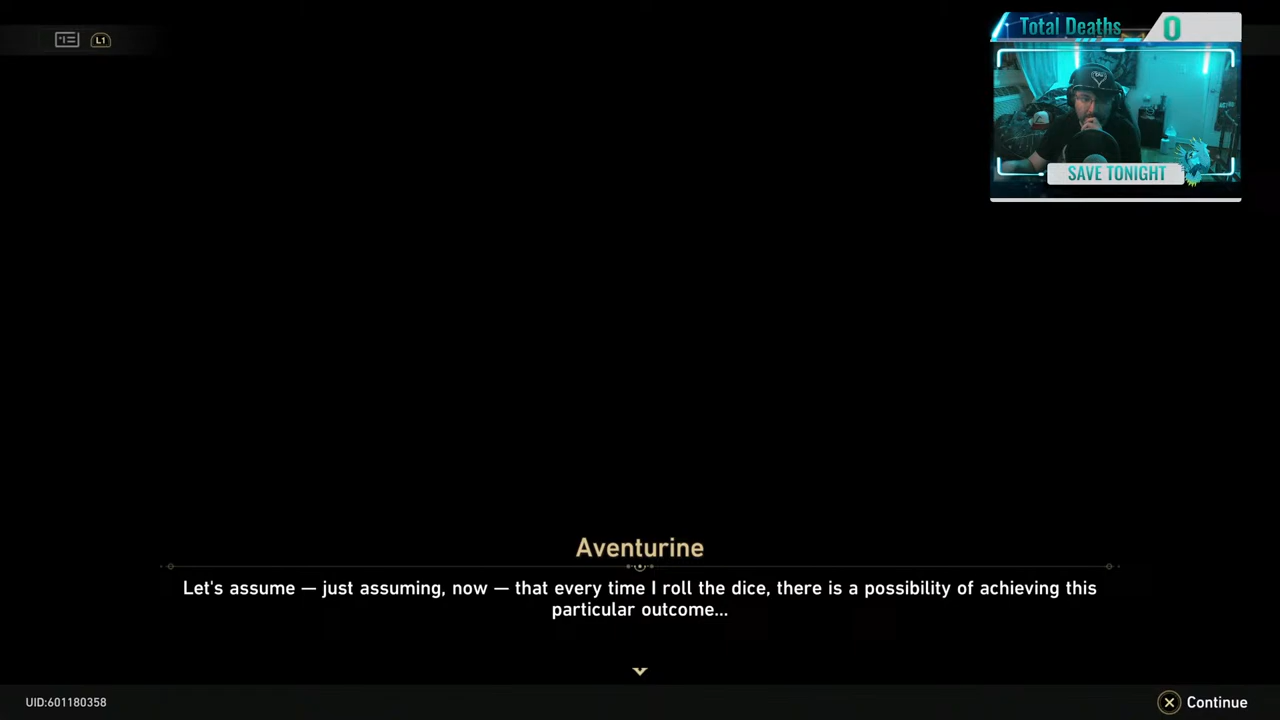 L1
Total Deaths 0
SAVE TONIGHT
Aventurine
Let's assume — just assuming, now — that every time I roll the dice, there is a possibility of achieving this
particular outcome...
UID:601180358
Continue